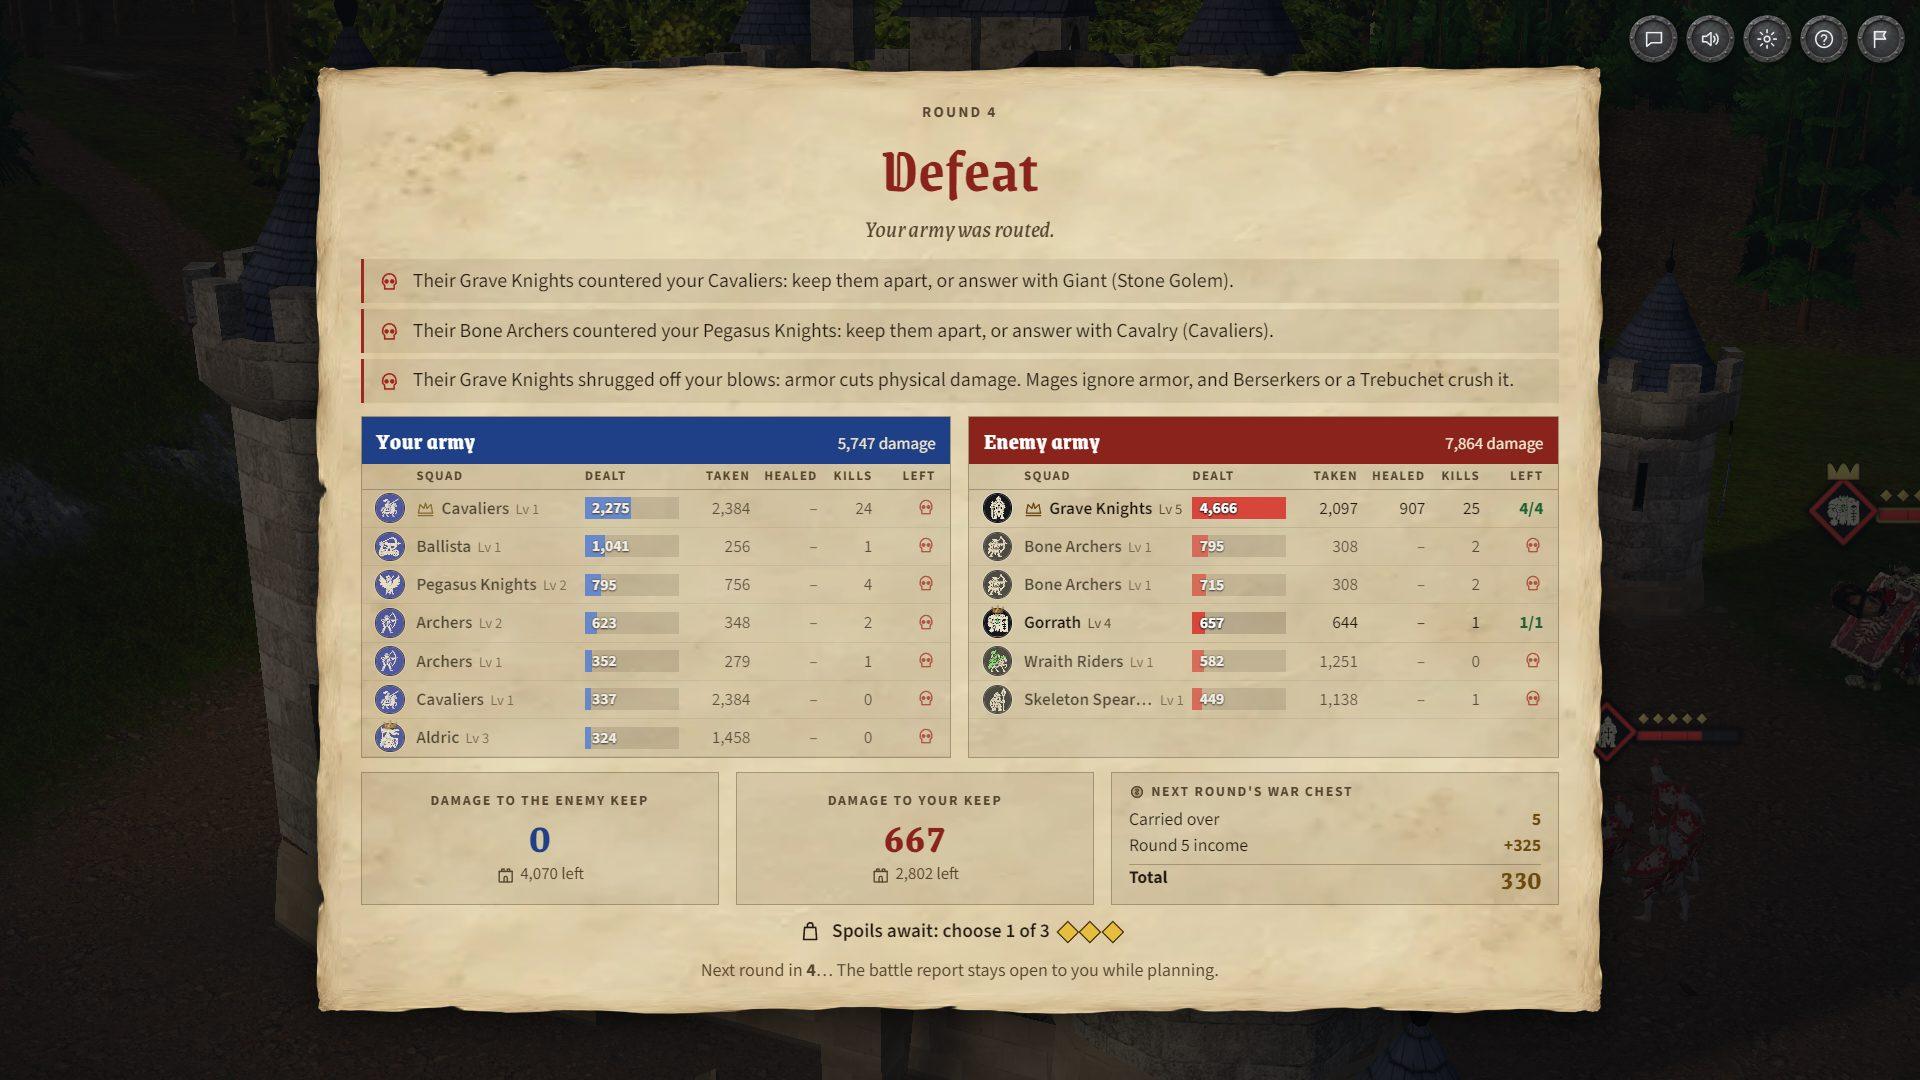 ROUND 4
Defeat
Your army was routed.
Their Grave Knights countered your Cavaliers: keep them apart, or answer with Giant (Stone Golem).
Their Bone Archers countered your Pegasus Knights: keep them apart, or answer with Cavalry (Cavaliers).
Their Grave Knights shrugged off your blows: armor cuts physical damage. Mages ignore armor, and Berserkers or a Trebuchet crush it.
Your army 5,747 damage
SQUAD DEALT TAKEN HEALED KILLS LEFT
Cavaliers Lv 1 2,275 2,384 – 24
Ballista Lv 1 1,041 256 – 1
Pegasus Knights Lv 2 795 756 – 4
Archers Lv 2 623 348 – 2
Archers Lv 1 352 279 – 1
Cavaliers Lv 1 337 2,384 – 0
Aldric Lv 3 324 1,458 – 0
Enemy army 7,864 damage
SQUAD DEALT TAKEN HEALED KILLS LEFT
Grave Knights Lv 5 4,666 2,097 907 25 4/4
Bone Archers Lv 1 795 308 – 2
Bone Archers Lv 1 715 308 – 2
Gorrath Lv 4 657 644 – 1 1/1
Wraith Riders Lv 1 582 1,251 – 0
Skeleton Spear… Lv 1 449 1,138 – 1
DAMAGE TO THE ENEMY KEEP
0
4,070 left
DAMAGE TO YOUR KEEP
667
2,802 left
NEXT ROUND'S WAR CHEST
Carried over 5
Round 5 income +325
Total 330
Spoils await: choose 1 of 3
Next round in 4… The battle report stays open to you while planning.